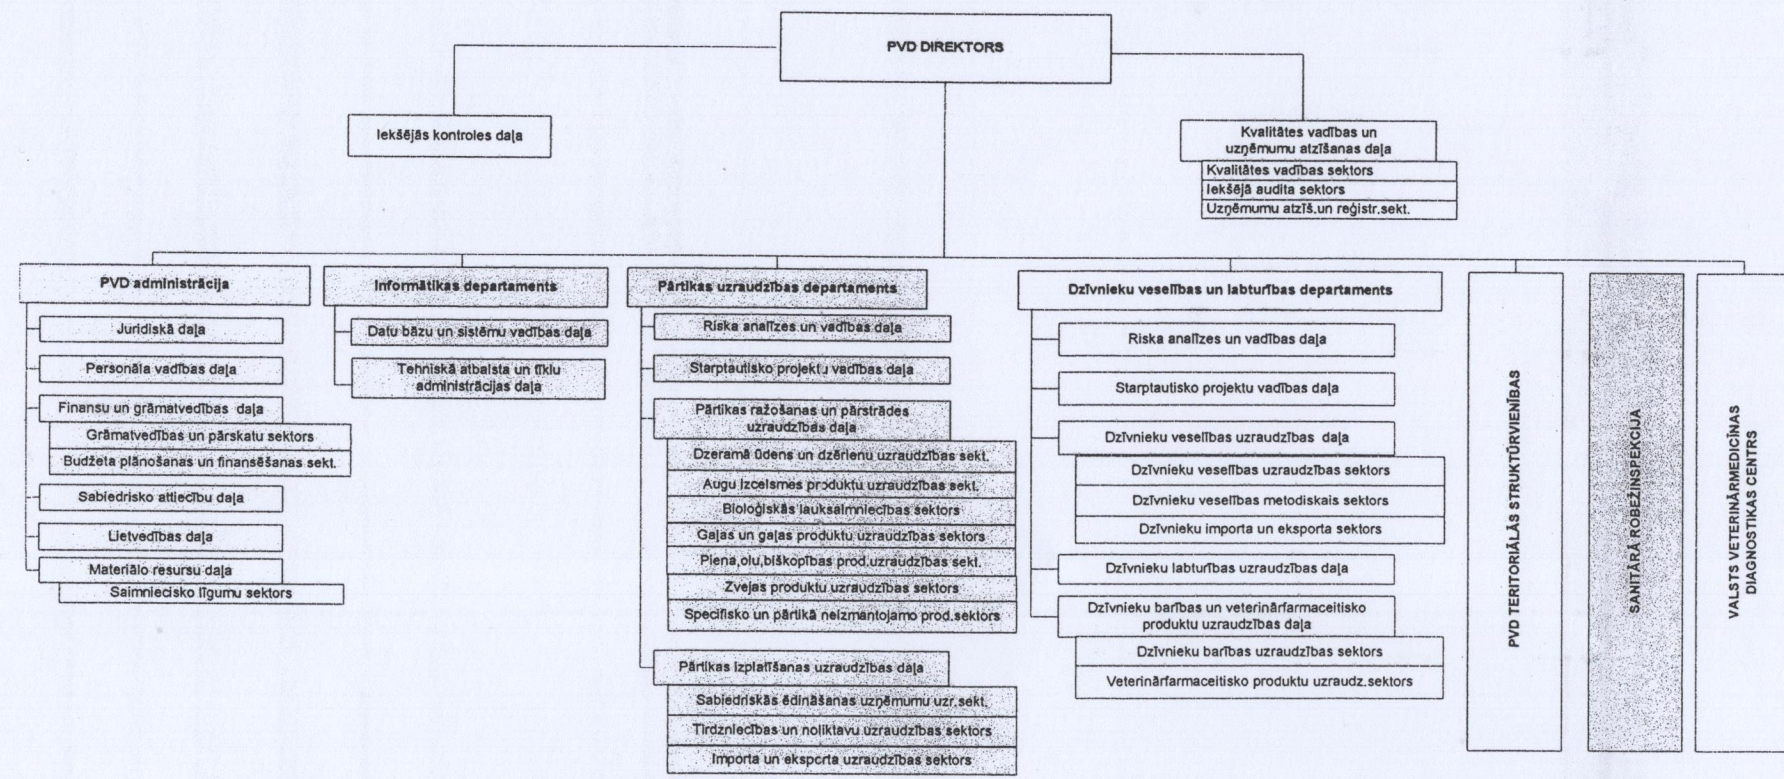 PVD DIREKTORS
Iekšējās kontroles daļa
Kvalitātes vadības un
uzņēmumu atzīšanas daļa
Kvalitātes vadības sektors
Iekšējā audita sektors
Uzņēmumu atzīš.un reģistr.sekt.
PVD administrācija
Juridiskā daļa
Personāla vadības daļa
Finansu un grāmatvedības daļa
Grāmatvedības un pārskatu sektors
Budžeta plānošanas un finansēšanas sekt.
Sabiedrisko attiecību daļa
Lietvedības daļa
Materiālo resursu daļa
Saimniecisko līgumu sektors
Informātikas departaments
Datu bāzu un sistēmu vadības daļa
Tehniskā atbalsta un tīklu
administrācijas daļa
Pārtikas uzraudzības departaments
Riska analīzes un vadības daļa
Starptautisko projektu vadības daļa
Pārtikas ražošanas un pārstrādes
uzraudzības daļa
Dzeramā ūdens un dzērienu uzraudzības sekt.
Augu izcelsmes produktu uzraudzības sekt.
Bioloģiskās lauksaimniecības sektors
Gaļas un gaļas produktu uzraudzības sektors
Piena,olu,biškopības prod.uzraudzības sekt.
Zvejas produktu uzraudzības sektors
Specifisko un pārtikā neizmantojamo prod.sektors
Pārtikas izplatīšanas uzraudzības daļa
Sabiedriskās ēdināšanas uzņēmumu uzr.sekt.
Tirdzniecības un noliktavu uzraudzības sektors
Importa un eksporta uzraudzības sektors
Dzīvnieku veselības un labturības departaments
Riska analīzes un vadības daļa
Starptautisko projektu vadības daļa
Dzīvnieku veselības uzraudzības daļa
Dzīvnieku veselības uzraudzības sektors
Dzīvnieku veselības metodiskais sektors
Dzīvnieku importa un eksporta sektors
Dzīvnieku labturības uzraudzības daļa
Dzīvnieku barības un veterinārfarmaceitisko
produktu uzraudzības daļa
Dzīvnieku barības uzraudzības sektors
Veterinārfarmaceitisko produktu uzraudz.sektors
PVD TERITORIĀLĀS STRUKTŪRVIENĪBAS
SANITĀRĀ ROBEŽINSPEKCIJA
VALSTS VETERINĀRMEDICĪNAS
DIAGNOSTIKAS CENTRS